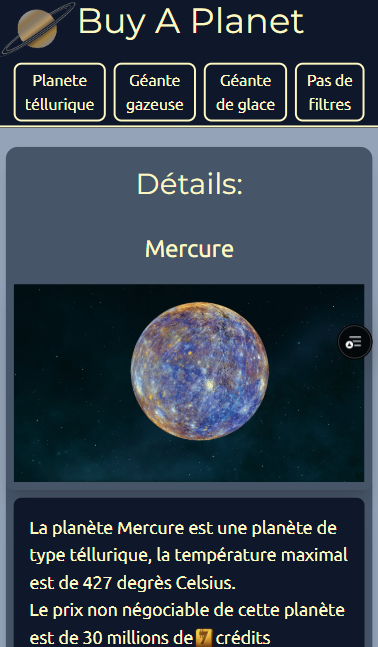 Buy A Planet
Planete
téllurique
Géante
gazeuse
Géante
de glace
Pas de
filtres
Détails:
Mercure
La planète Mercure est une planète de
type téllurique, la température maximal
est de 427 degrès Celsius.
Le prix non négociable de cette planète
est de 30 millions de crédits